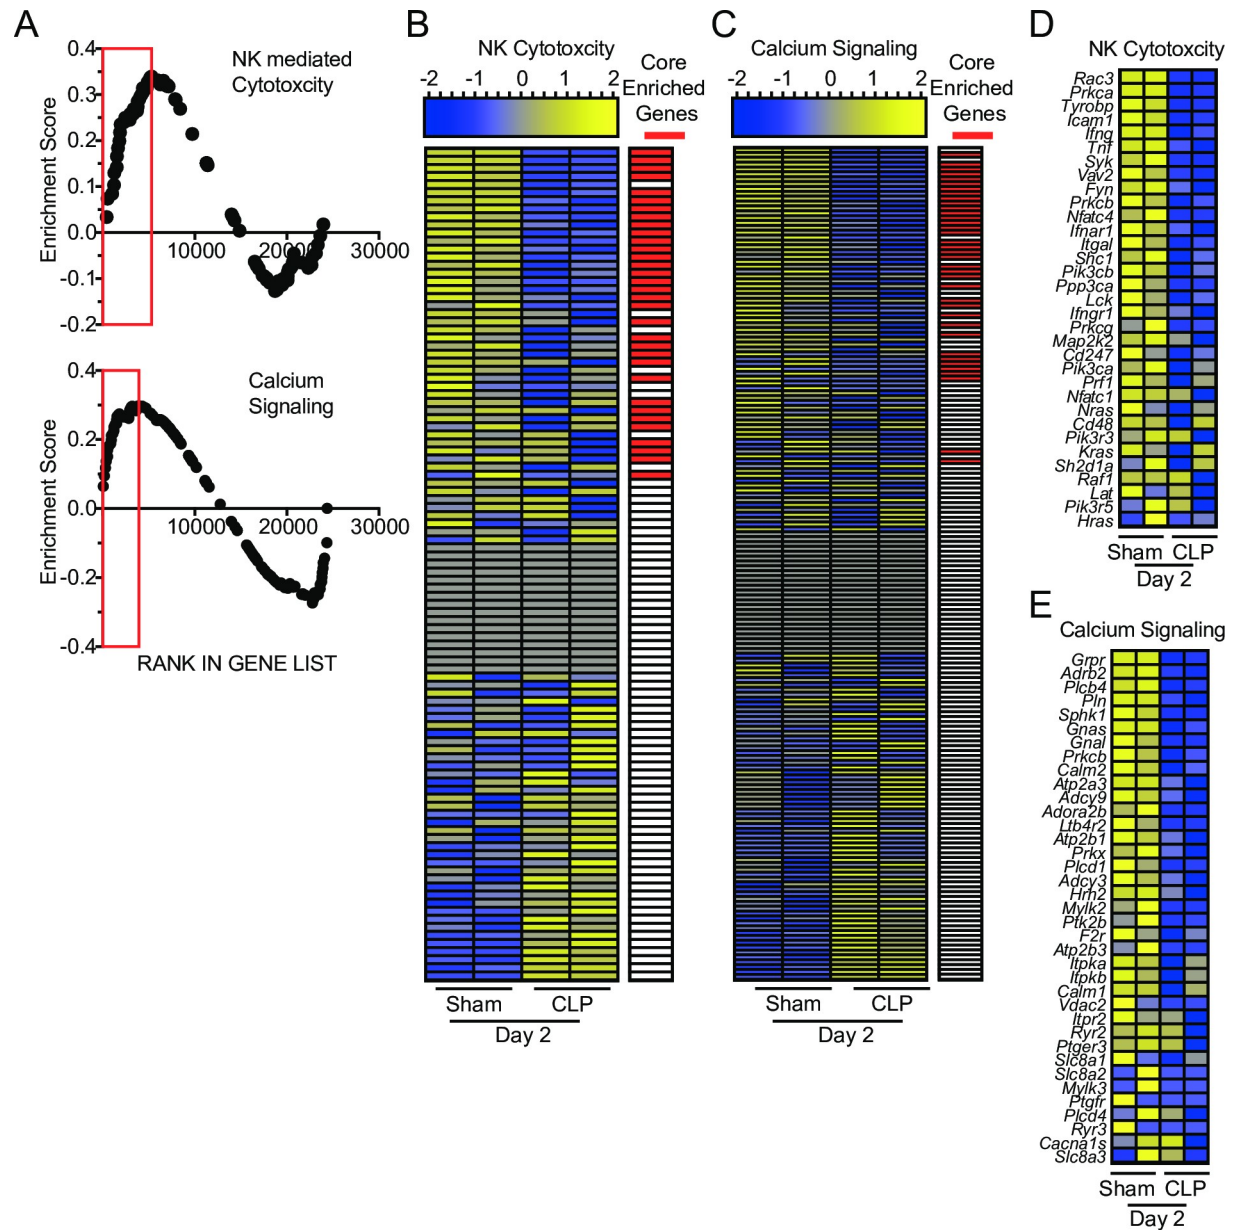 A
0.4
0.3
0.2
0.1
0.0
-0.1
-0.2
Enrichment Score
NK mediated
Cytotoxcity
10000
20000
30000
0.4
0.2
0.0
-0.2
-0.4
Enrichment Score
Calcium
Signaling
10000
20000
30000
RANK IN GENE LIST
B
NK Cytotoxcity
-2 -1 0 1 2
Core
Enriched
Genes
Sham CLP
Day 2
C
Calcium Signaling
-2 -1 0 1 2
Core
Enriched
Genes
Sham CLP
Day 2
D
NK Cytotoxcity
Rac3
Prkca
Tyrobp
Icam1
Ifng
Tnf
Syk
Vav2
Fyn
Prkcb
Nfatc4
Ifnar1
Itgal
Shc1
Pik3cb
Ppp3ca
Lck
Ifngr1
Prkcg
Map2k2
Cd247
Pik3ca
Prf1
Nfatc1
Nras
Cd48
Pik3r3
Kras
Sh2d1a
Raf1
Lat
Pik3r5
Hras
Sham CLP
Day 2
E
Calcium Signaling
Grpr
Adrb2
Plcb4
Pln
Sphk1
Gnas
Gnal
Prkcb
Calm2
Atp2a3
Adcy9
Adora2b
Ltb4r2
Atp2b1
Prkx
Plcd1
Adcy3
Hrh2
Mylk2
Ptk2b
F2r
Atp2b3
Itpka
Itpkb
Calm1
Vdac2
Itpr2
Ryr2
Ptger3
Slc8a1
Slc8a2
Mylk3
Ptgfr
Plcd4
Ryr3
Cacna1s
Slc8a3
Sham CLP
Day 2